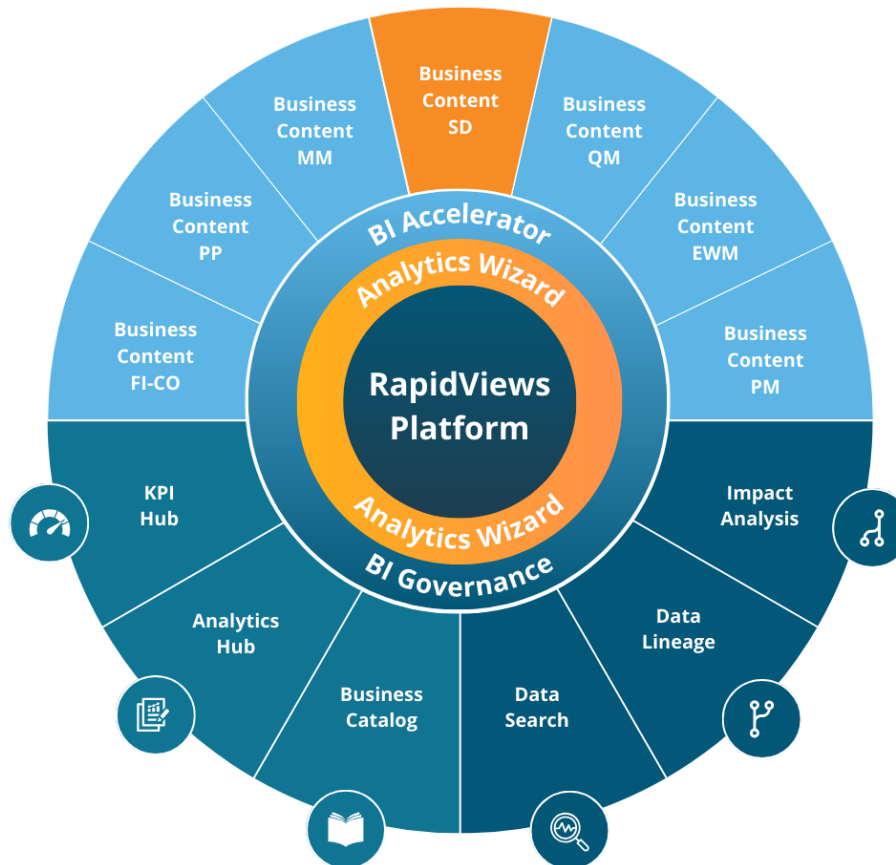 Business
Content
SD
Business
Content
MM
Business
Content
QM
Business
Content
PP
Business
Content
EWM
Business
Content
FI-CO
Business
Content
PM
BI Accelerator
Analytics Wizard
RapidViews
Platform
Analytics Wizard
BI Governance
KPI
Hub
Impact
Analysis
Analytics
Hub
Data
Lineage
Business
Catalog
Data
Search